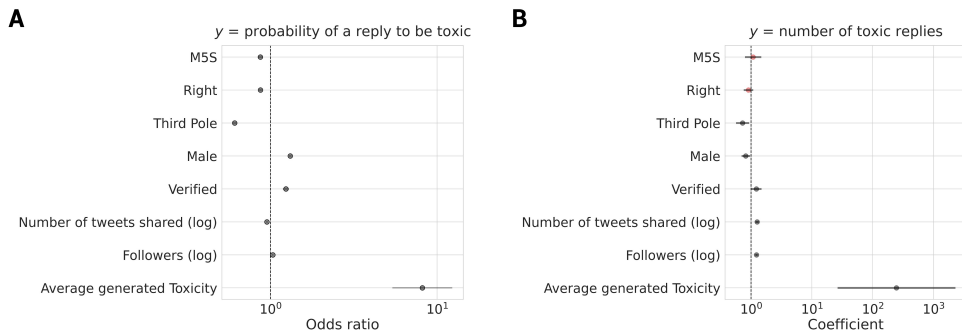 A
y = probability of a reply to be toxic
M5S
Right
Third Pole
Male
Verified
Number of tweets shared (log)
Followers (log)
Average generated Toxicity
10⁰
10¹
Odds ratio
B
y = number of toxic replies
M5S
Right
Third Pole
Male
Verified
Number of tweets shared (log)
Followers (log)
Average generated Toxicity
10⁰
10¹
10²
10³
Coefficient